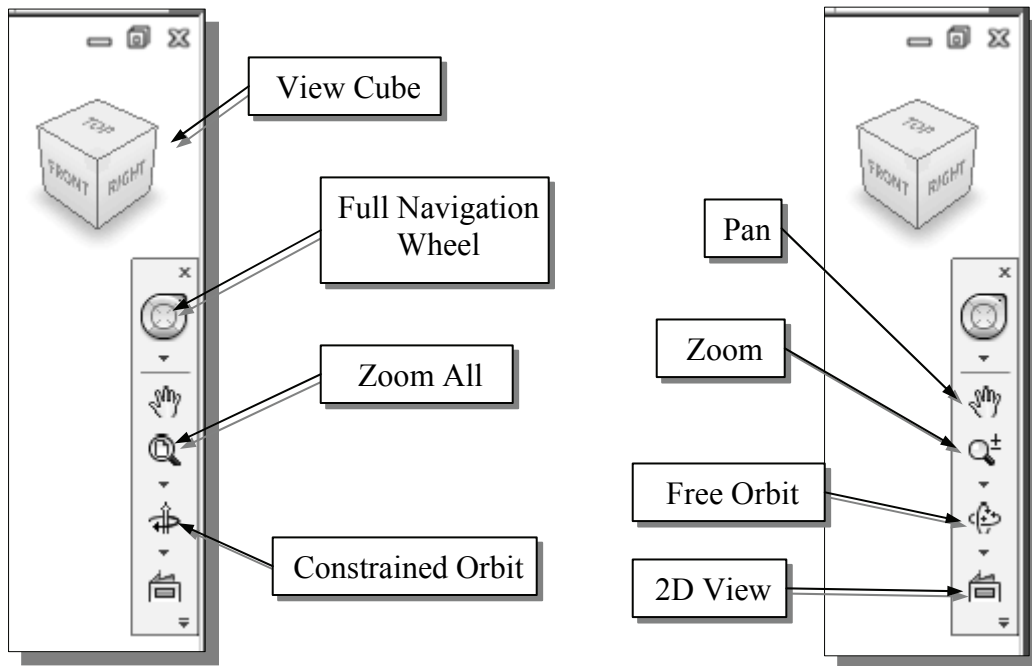 View Cube
TOP
FRONT
RIGHT
Full Navigation
Wheel
Zoom All
Constrained Orbit
TOP
FRONT
RIGHT
Pan
Zoom
Free Orbit
2D View